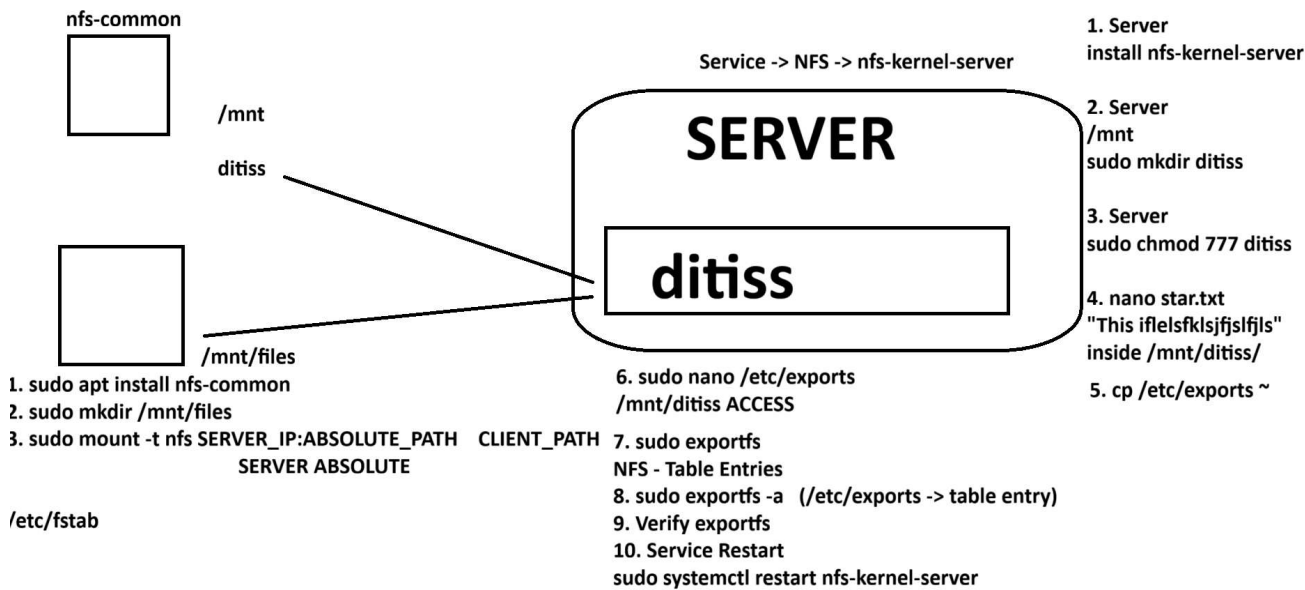 nfs-common
/mnt
ditiss
/mnt/files
1. sudo apt install nfs-common
2. sudo mkdir /mnt/files
3. sudo mount -t nfs SERVER_IP:ABSOLUTE_PATH CLIENT_PATH
SERVER ABSOLUTE
/etc/fstab
Service -> NFS -> nfs-kernel-server
SERVER
ditiss
1. Server
install nfs-kernel-server
2. Server
/mnt
sudo mkdir ditiss
3. Server
sudo chmod 777 ditiss
4. nano star.txt
"This iflelsfklsjfjslfjls"
inside /mnt/ditiss/
5. cp /etc/exports ~
6. sudo nano /etc/exports
/mnt/ditiss ACCESS
7. sudo exportfs
NFS - Table Entries
8. sudo exportfs -a (/etc/exports -> table entry)
9. Verify exportfs
10. Service Restart
sudo systemctl restart nfs-kernel-server